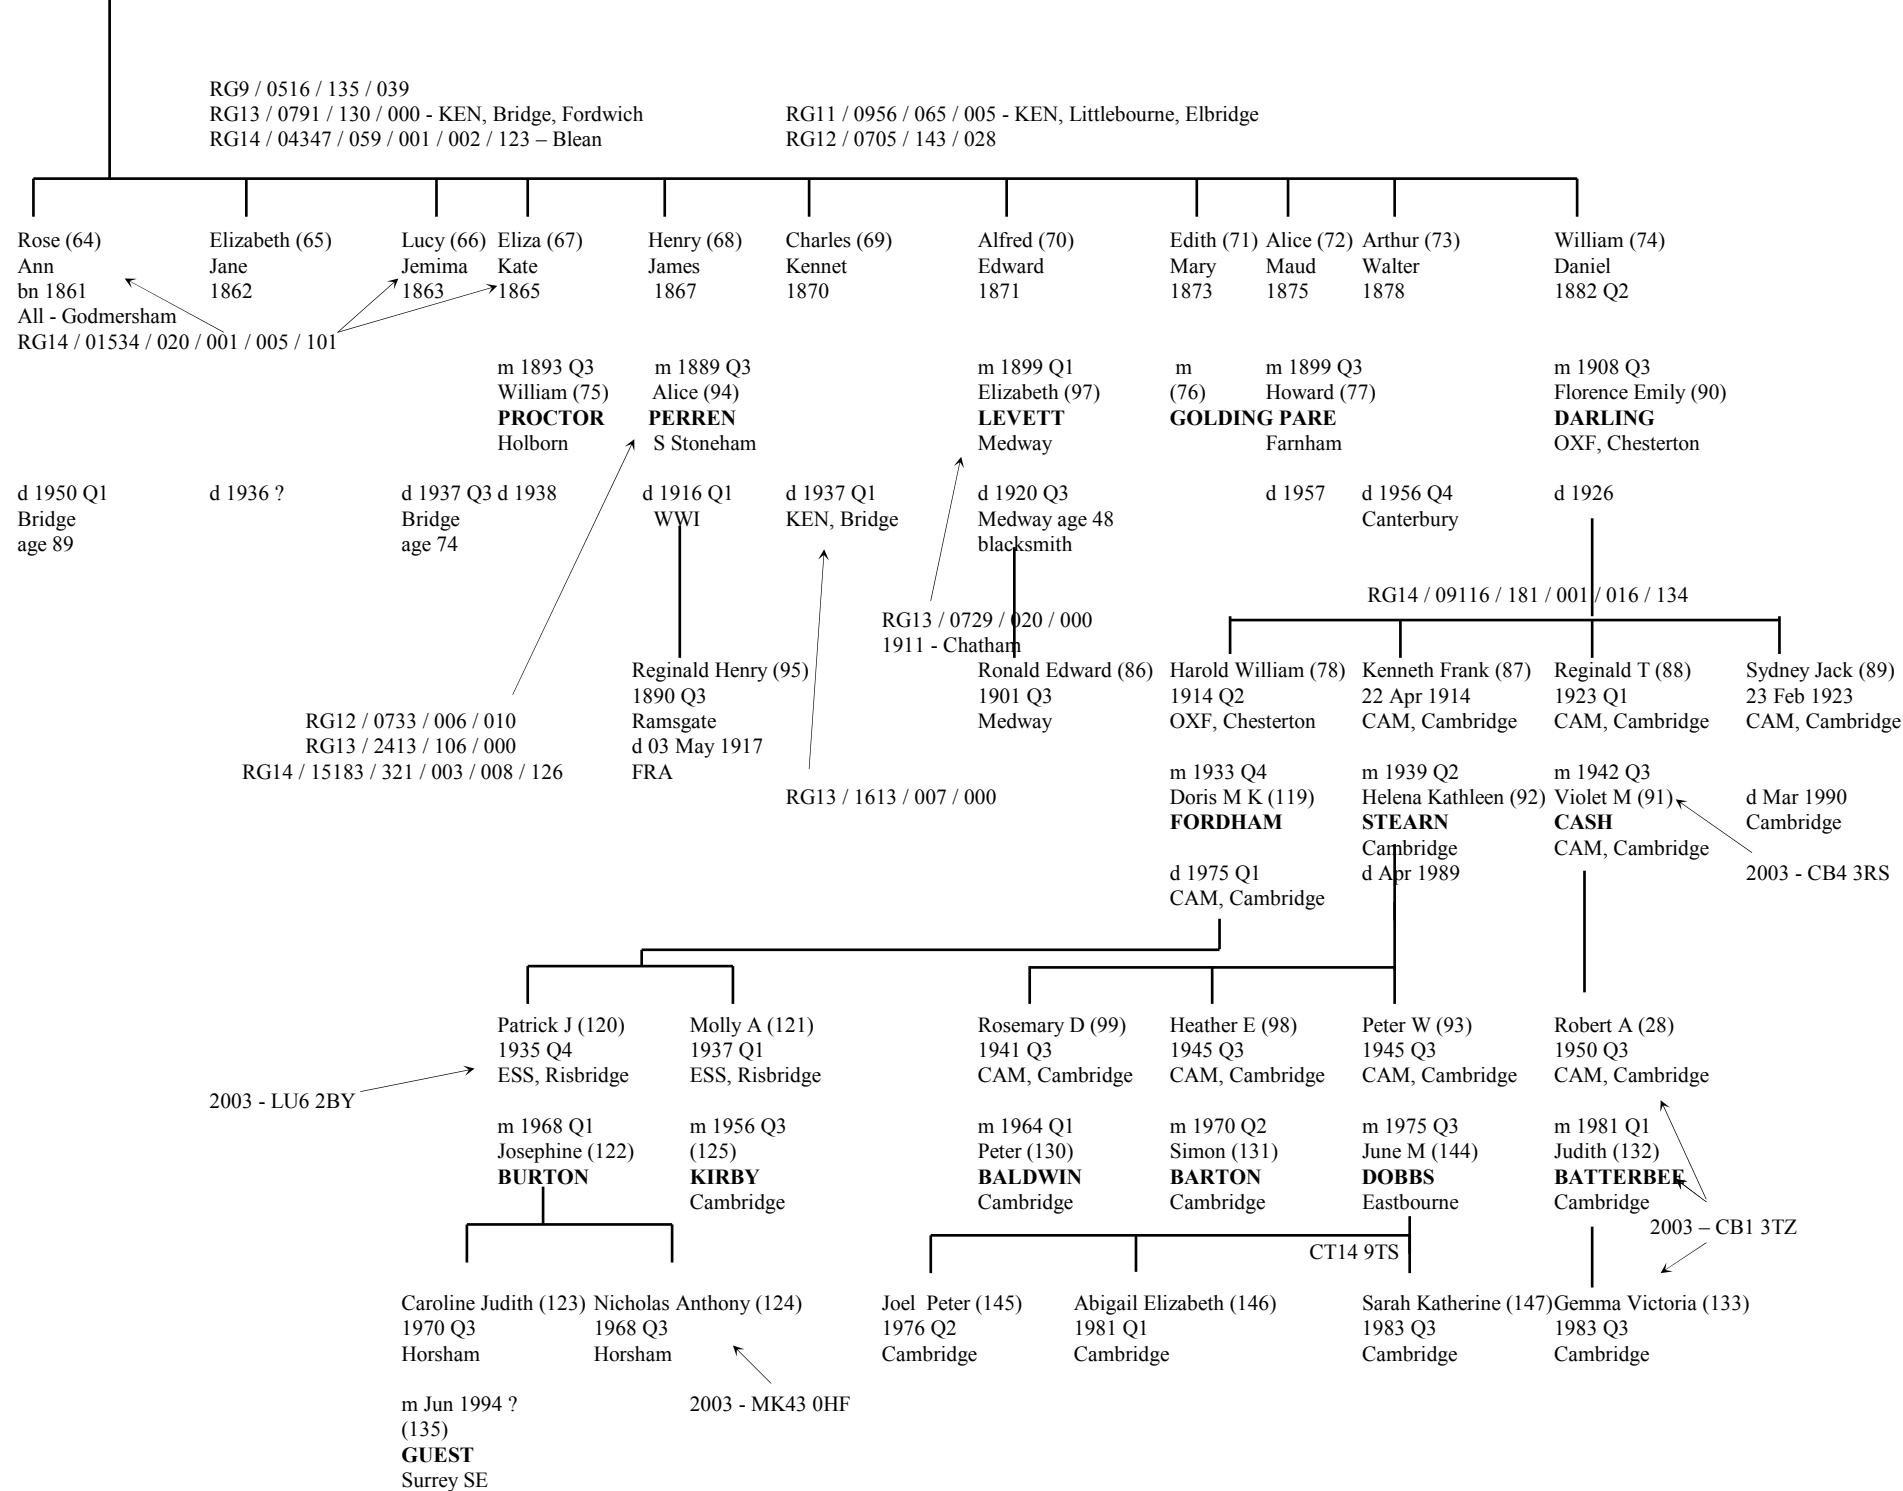 RG9 / 0516 / 135 / 039
RG13 / 0791 / 130 / 000 - KEN, Bridge, Fordwich
RG14 / 04347 / 059 / 001 / 002 / 123 – Blean
RG11 / 0956 / 065 / 005 - KEN, Littlebourne, Elbridge
RG12 / 0705 / 143 / 028
Rose (64)
Ann
bn 1861
All - Godmersham
RG14 / 01534 / 020 / 001 / 005 / 101
d 1950 Q1
Bridge
age 89
Elizabeth (65)
Jane
1862
d 1936 ?
Lucy (66)
Jemima
1863
d 1937 Q3
Bridge
age 74
Eliza (67)
Kate
1865
m 1893 Q3
William (75)
PROCTOR
Holborn
d 1938
Henry (68)
James
1867
m 1889 Q3
Alice (94)
PERREN
S Stoneham
d 1916 Q1
WWI
Charles (69)
Kennet
1870
d 1937 Q1
KEN, Bridge
Alfred (70)
Edward
1871
m 1899 Q1
Elizabeth (97)
LEVETT
Medway
d 1920 Q3
Medway age 48
blacksmith
Edith (71)
Mary
1873
m
(76)
GOLDING
Alice (72)
Maud
1875
m 1899 Q3
Howard (77)
PARE
Farnham
d 1957
Arthur (73)
Walter
1878
d 1956 Q4
Canterbury
William (74)
Daniel
1882 Q2
m 1908 Q3
Florence Emily (90)
DARLING
OXF, Chesterton
d 1926
RG14 / 09116 / 181 / 001 / 016 / 134
RG13 / 0729 / 020 / 000
1911 - Chatham
RG12 / 0733 / 006 / 010
RG13 / 2413 / 106 / 000
RG14 / 15183 / 321 / 003 / 008 / 126
Reginald Henry (95)
1890 Q3
Ramsgate
d 03 May 1917
FRA
RG13 / 1613 / 007 / 000
Ronald Edward (86)
1901 Q3
Medway
Harold William (78)
1914 Q2
OXF, Chesterton
m 1933 Q4
Doris M K (119)
FORDHAM
d 1975 Q1
CAM, Cambridge
Kenneth Frank (87)
22 Apr 1914
CAM, Cambridge
m 1939 Q2
Helena Kathleen (92)
STEARN
Cambridge
d Apr 1989
Reginald T (88)
1923 Q1
CAM, Cambridge
m 1942 Q3
Violet M (91)
CASH
CAM, Cambridge
Sydney Jack (89)
23 Feb 1923
CAM, Cambridge
d Mar 1990
Cambridge
2003 - CB4 3RS
2003 - LU6 2BY
Patrick J (120)
1935 Q4
ESS, Risbridge
m 1968 Q1
Josephine (122)
BURTON
Molly A (121)
1937 Q1
ESS, Risbridge
m 1956 Q3
(125)
KIRBY
Cambridge
Rosemary D (99)
1941 Q3
CAM, Cambridge
m 1964 Q1
Peter (130)
BALDWIN
Cambridge
Heather E (98)
1945 Q3
CAM, Cambridge
m 1970 Q2
Simon (131)
BARTON
Cambridge
Peter W (93)
1945 Q3
CAM, Cambridge
m 1975 Q3
June M (144)
DOBBS
Eastbourne
Robert A (28)
1950 Q3
CAM, Cambridge
m 1981 Q1
Judith (132)
BATTERBEE
Cambridge
2003 – CB1 3TZ
CT14 9TS
Caroline Judith (123)
1970 Q3
Horsham
m Jun 1994 ?
(135)
GUEST
Surrey SE
Nicholas Anthony (124)
1968 Q3
Horsham
2003 - MK43 0HF
Joel  Peter (145)
1976 Q2
Cambridge
Abigail Elizabeth (146)
1981 Q1
Cambridge
Sarah Katherine (147)
1983 Q3
Cambridge
Gemma Victoria (133)
1983 Q3
Cambridge